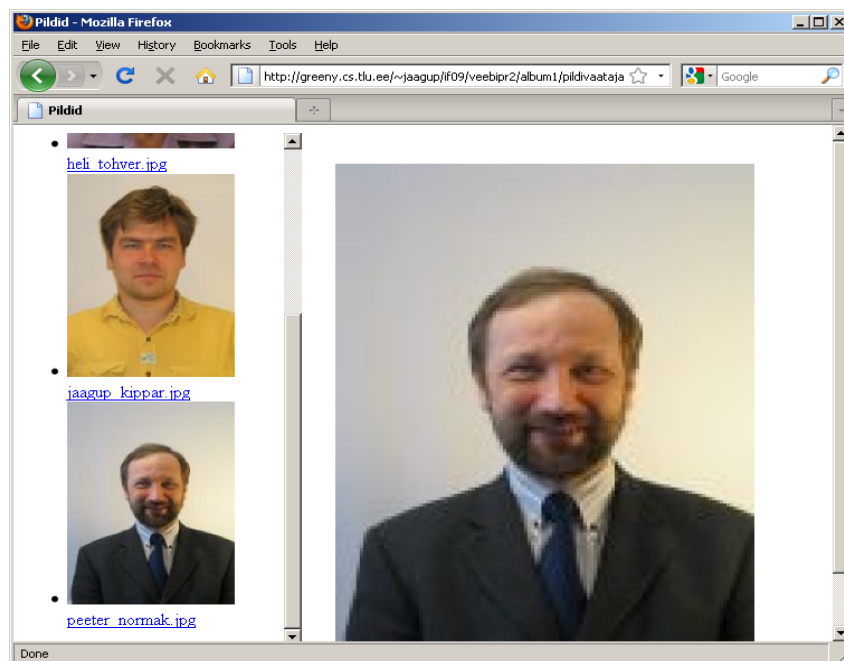 Pildid - Mozilla Firefox
File Edit View History Bookmarks Tools Help
http://greeny.cs.tlu.ee/~jaagup/if09/veebipr2/album1/pildivaataja
Google
Pildid
heli_tohver.jpg
jaagup_kippar.jpg
peeter_normak.jpg
Done